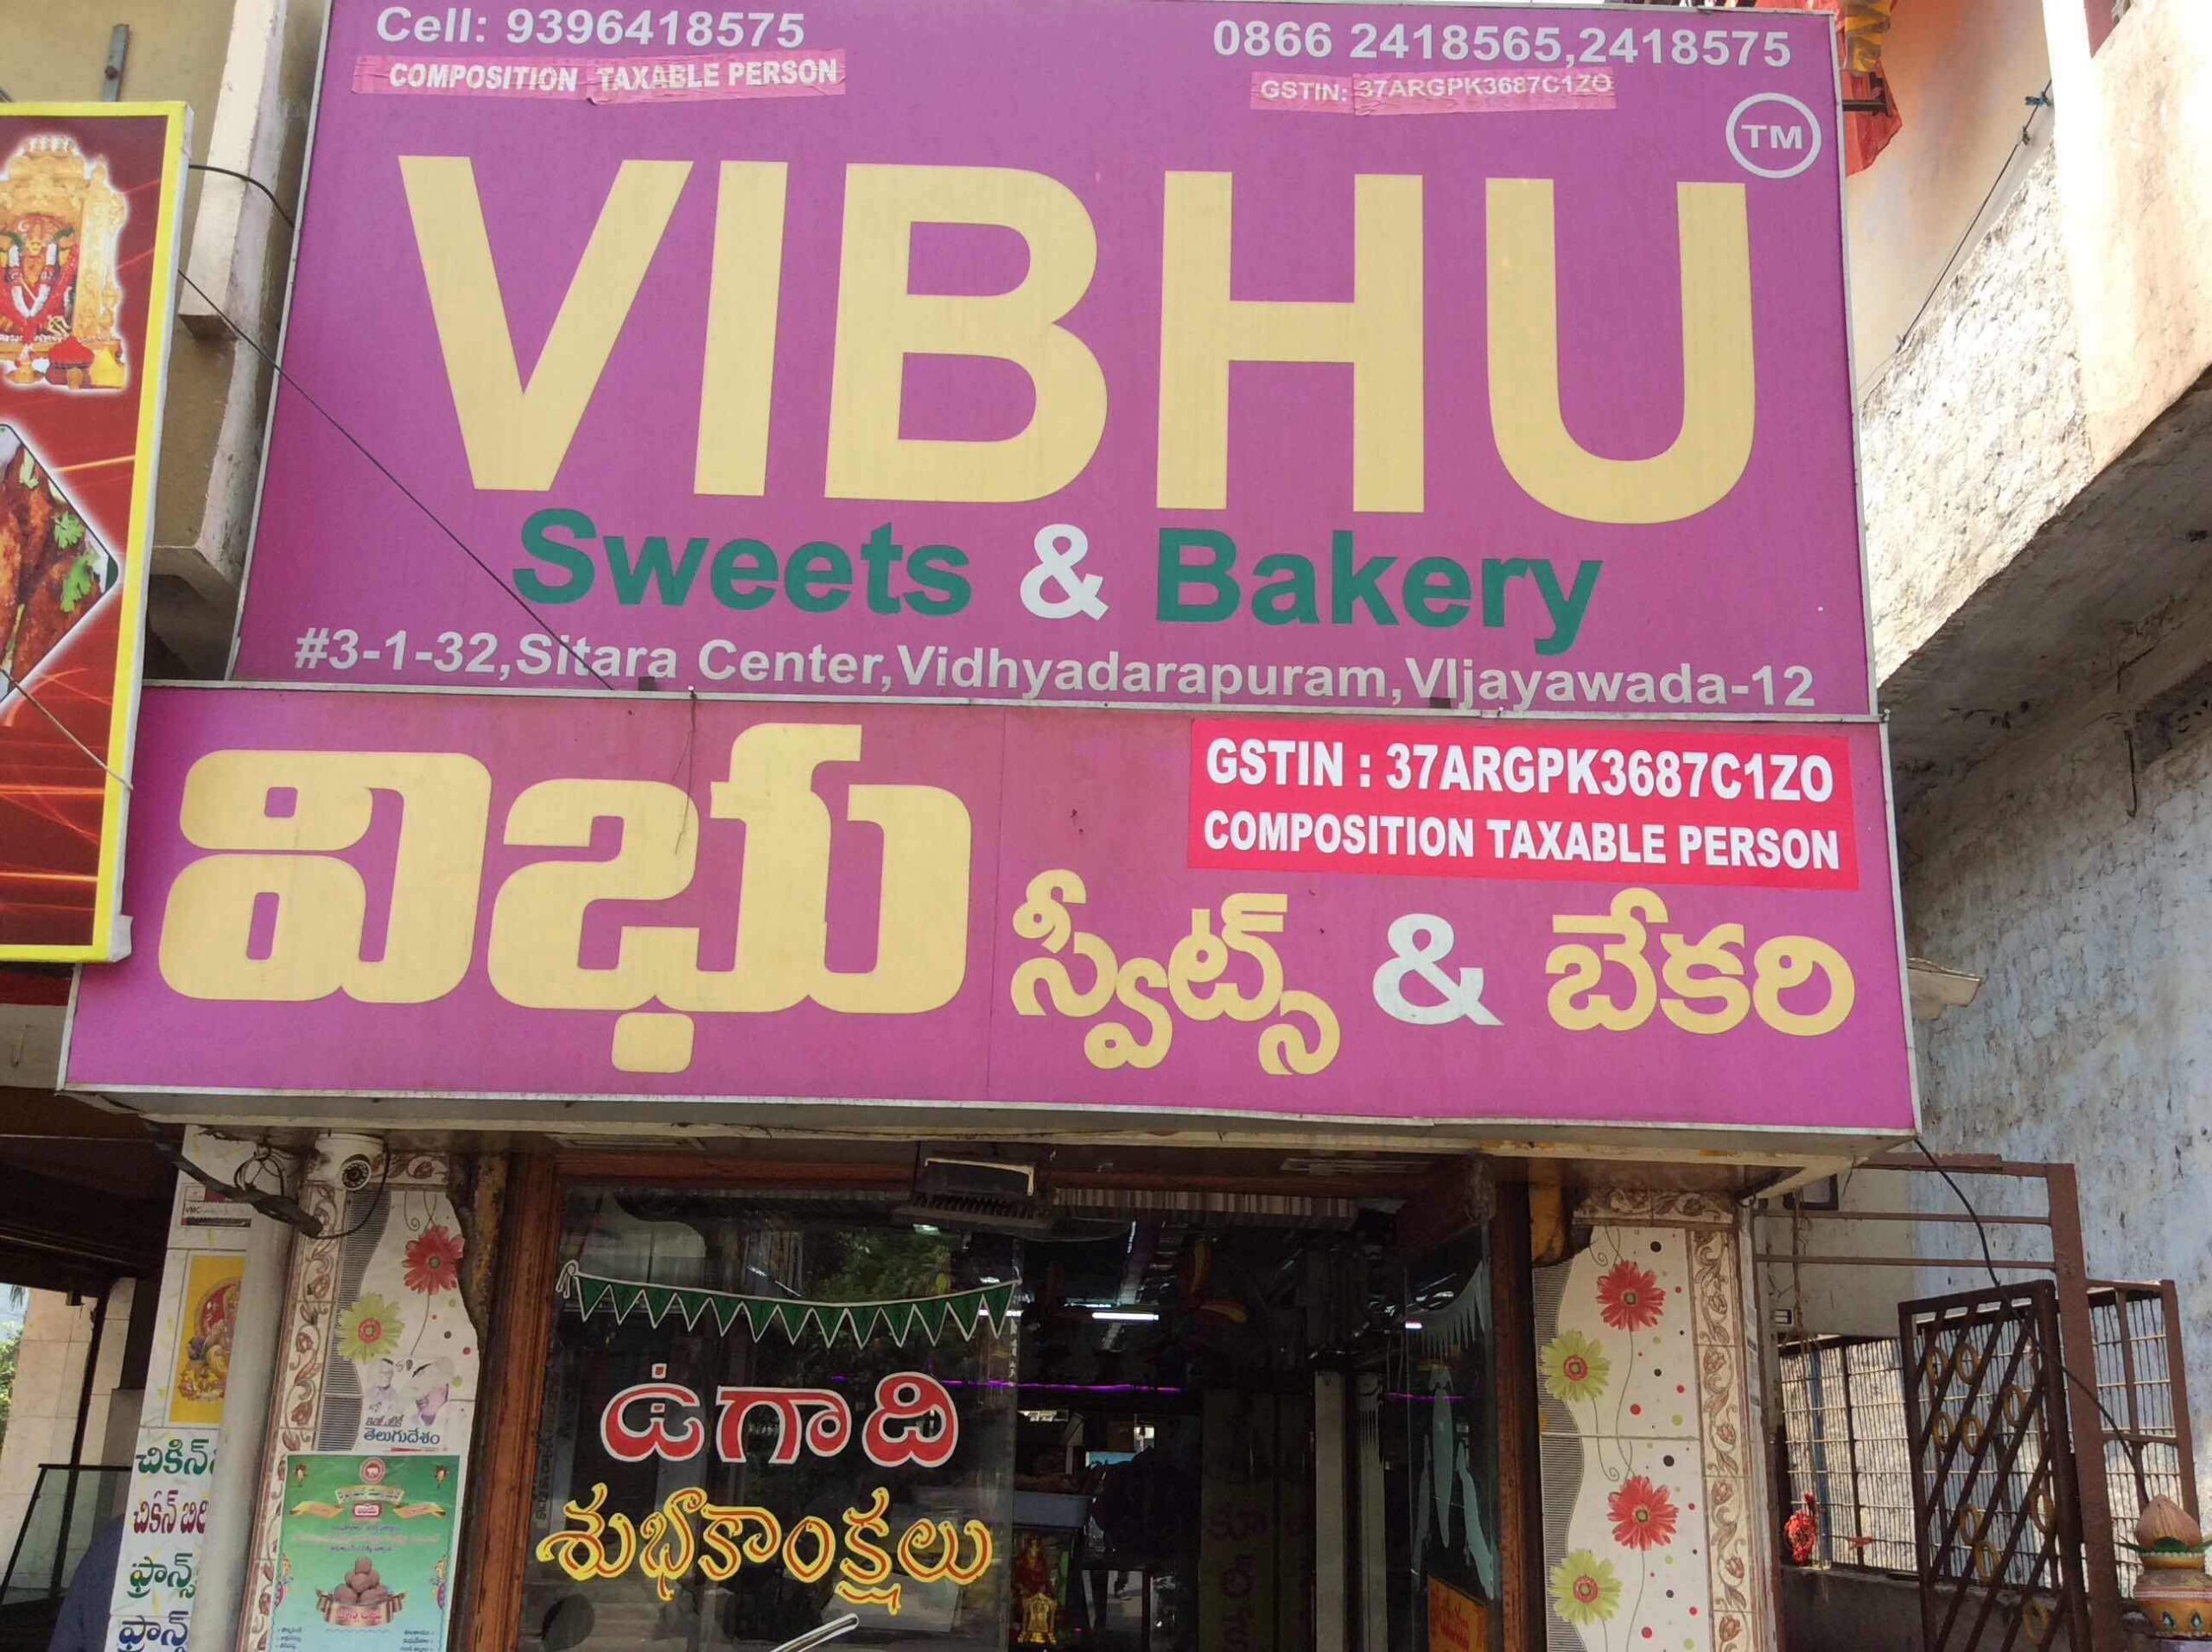 Cell: 9396418575
0866 2418565,2418575
COMPOSITION TAXABLE PERSON
GSTIN: 37ARGPK3687C1ZO
TM
VIBHU
Sweets & Bakery
#3-1-32,Sitara Center,Vidhyadarapuram,VIjayawada-12
విభు స్వీట్స్ & బేకరి
GSTIN : 37ARGPK3687C1ZO
COMPOSITION TAXABLE PERSON
ఉగాది
శుభాకాంక్షలు
తెలుగుదేశం
చికెన్
చికెన్
VMC